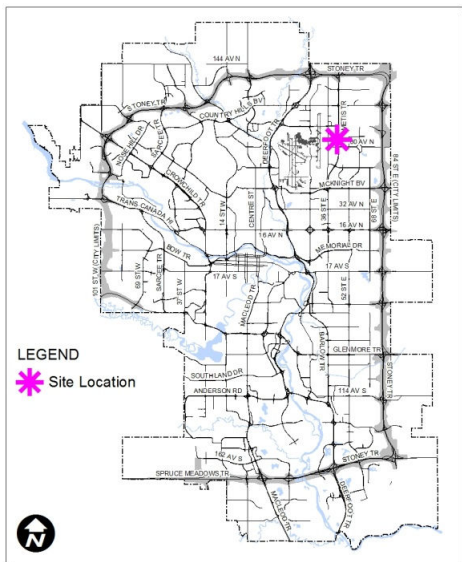 144 AV N
STONEY TR
STONEY TR
COUNTRY HILLS BV
METIS TR
80 AV N
NOSE HILL DR
SARCEE TR
DEERFOOT TR
CROWCHILD TR
84 ST E (CITY LIMITS)
MCKNIGHT BV
TRANS CANADA HI
14 ST W
CENTRE ST
36 ST E
32 AV N
68 ST E
16 AV N
16 AV N
101 ST W (CITY LIMITS)
BOW TR
MEMORIAL DR
69 ST W
SARCEE TR
37 ST W
17 AV S
17 AV S
MACLEOD TR
52 ST E
BARLOW TR
GLENMORE TR
LEGEND
Site Location
SOUTHLAND DR
ANDERSON RD
114 AV S
STONEY TR
162 AV S
STONEY TR
SPRUCE MEADOWS TR
MACLEOD TR
DEERFOOT TR
N